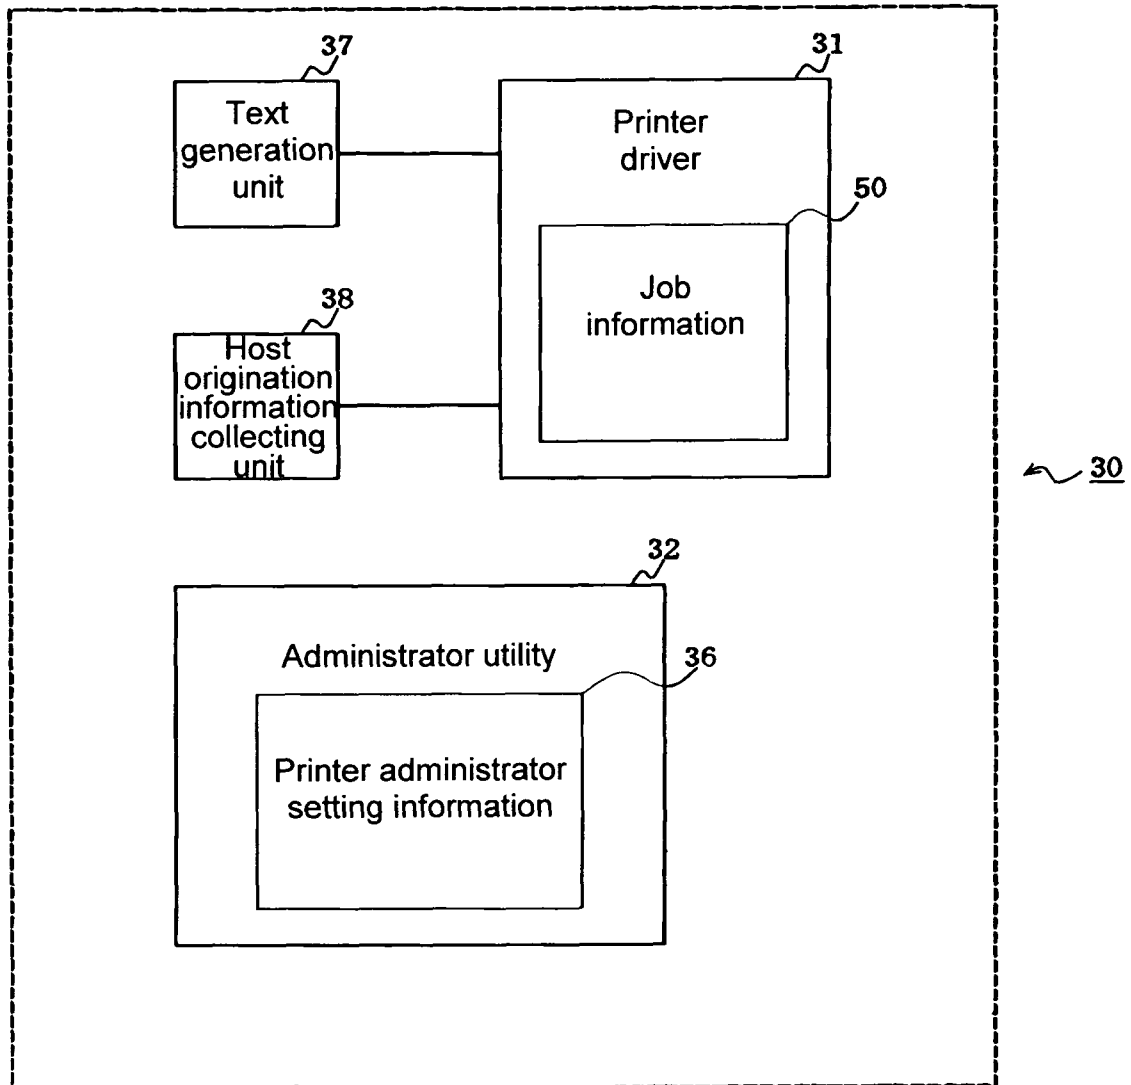 37
Text
generation
unit
31
Printer
driver
50
Job
information
38
Host
origination
information
collecting
unit
30
32
Administrator utility
36
Printer administrator
setting information